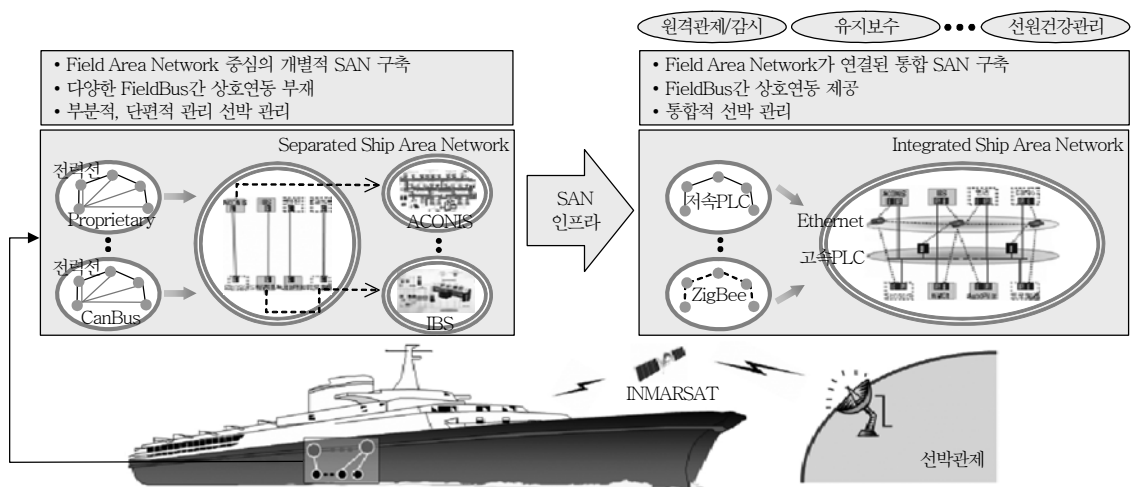 원격관제/감시
유지보수
•••
선원건강관리
• Field Area Network 중심의 개별적 SAN 구축
• 다양한 FieldBus간 상호연동 부재
• 부분적, 단편적 관리 선박 관리
• Field Area Network가 연결된 통합 SAN 구축
• FieldBus간 상호연동 제공
• 통합적 선박 관리
Separated Ship Area Network
전력선
Proprietary
전력선
CanBus
ACONIS
IBS
SAN
인프라
Integrated Ship Area Network
저속PLC
ZigBee
Ethernet
고속PLC
INMARSAT
선박관제